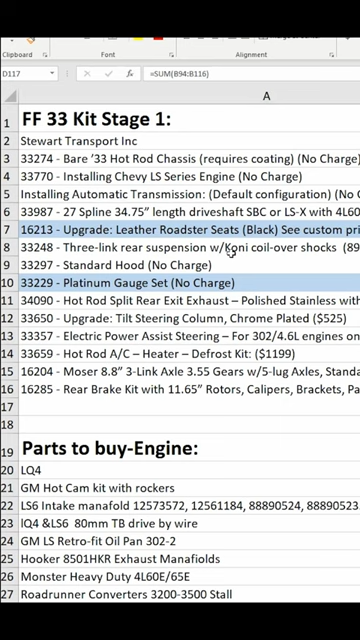 Clipboard
Font
Alignment
D117
=SUM(B94:B116)
A
1 FF 33 Kit Stage 1:
2 Stewart Transport Inc
3 33274 - Bare '33 Hot Rod Chassis (requires coating) (No Charge)
4 33770 - Installing Chevy LS Series Engine (No Charge)
5 Installing Automatic Transmission: (Default configuration) (No
6 33987 - 27 Spline 34.75" length driveshaft SBC or LS-X with 4L60
7 16213 - Upgrade: Leather Roadster Seats (Black) See custom pri
8 33248 - Three-link rear suspension w/Koni coil-over shocks (89
9 33297 - Standard Hood (No Charge)
10 33229 - Platinum Gauge Set (No Charge)
11 34090 - Hot Rod Split Rear Exit Exhaust – Polished Stainless with
12 33650 - Upgrade: Tilt Steering Column, Chrome Plated ($525)
13 33357 - Electric Power Assist Steering – For 302/4.6L engines on
14 33659 - Hot Rod A/C – Heater – Defrost Kit: ($1199)
15 16204 - Moser 8.8" 3-Link Axle 3.55 Gears w/5-lug Axles, Standa
16 16285 - Rear Brake Kit with 11.65" Rotors, Calipers, Brackets, Pa
17
18
19 Parts to buy-Engine:
20 LQ4
21 GM Hot Cam kit with rockers
22 LS6 Intake manafold 12573572, 12561184, 88890524, 88890523
23 lQ4 &LS6 80mm TB drive by wire
24 GM LS Retro-fit Oil Pan 302-2
25 Hooker 8501HKR Exhaust Manafiolds
26 Monster Heavy Duty 4L60E/65E
27 Roadrunner Converters 3200-3500 Stall